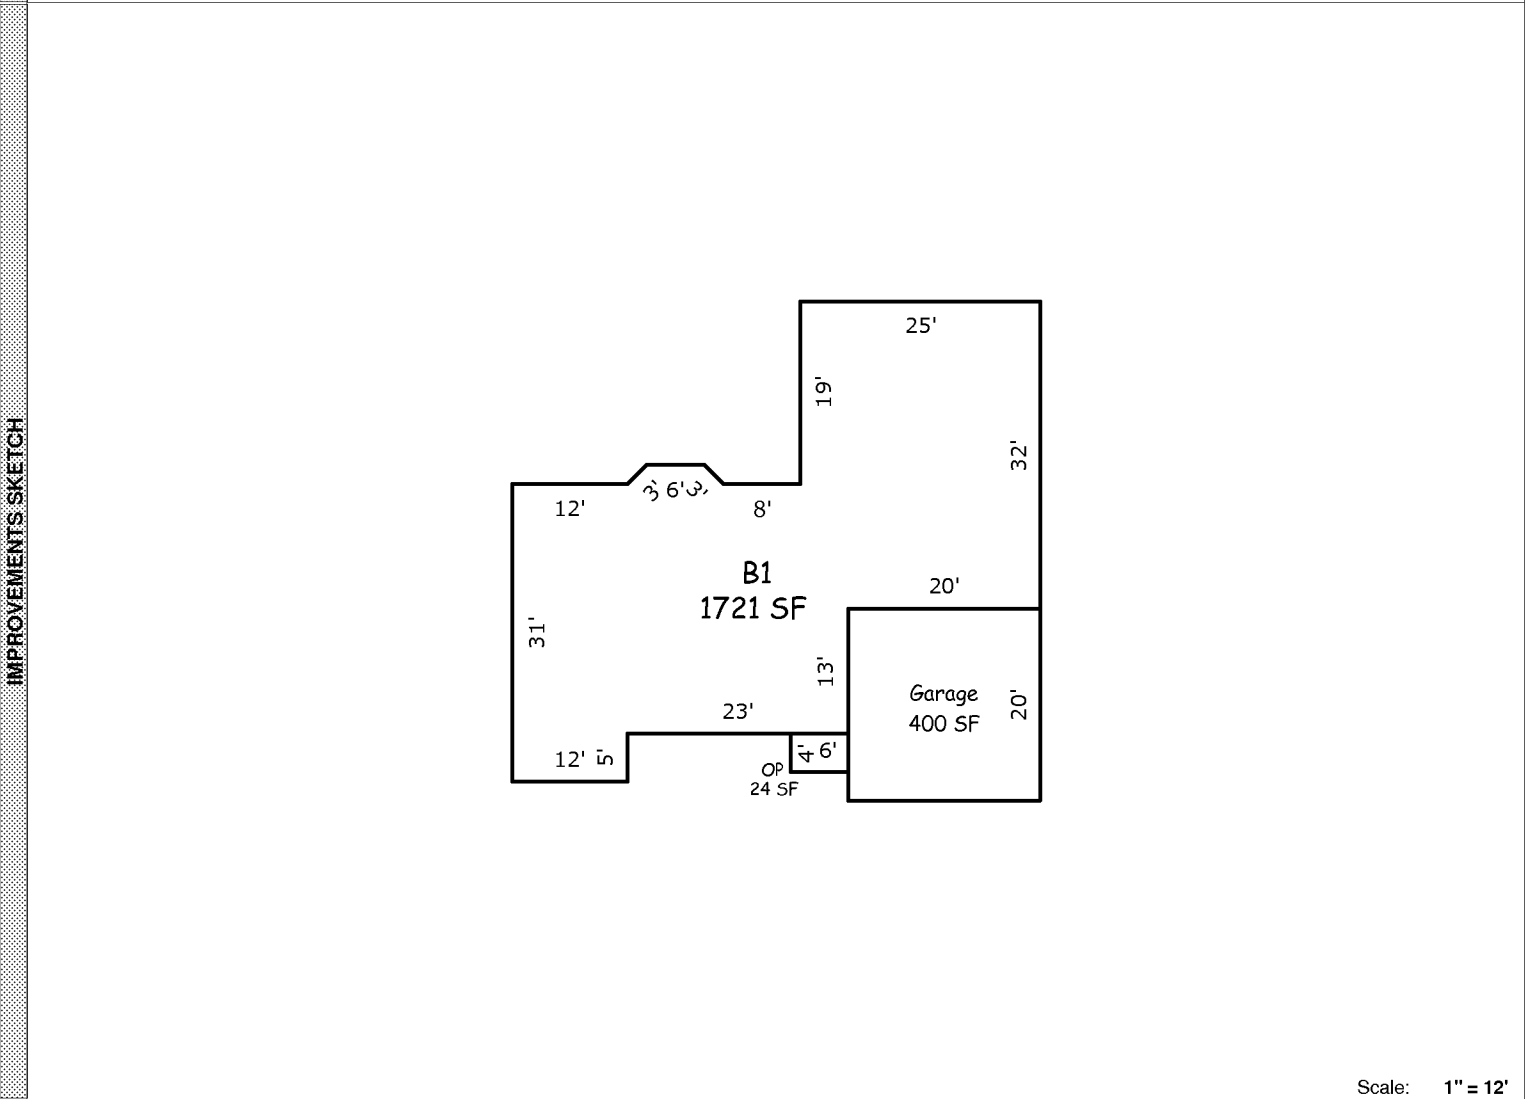 IMPROVEMENTS SKETCH
25'
19'
32'
12'
3'
6'
3'
8'
B1
1721 SF
20'
31'
13'
Garage
400 SF
20'
23'
12'
5'
4'
6'
OP
24 SF
Scale: 1" = 12'